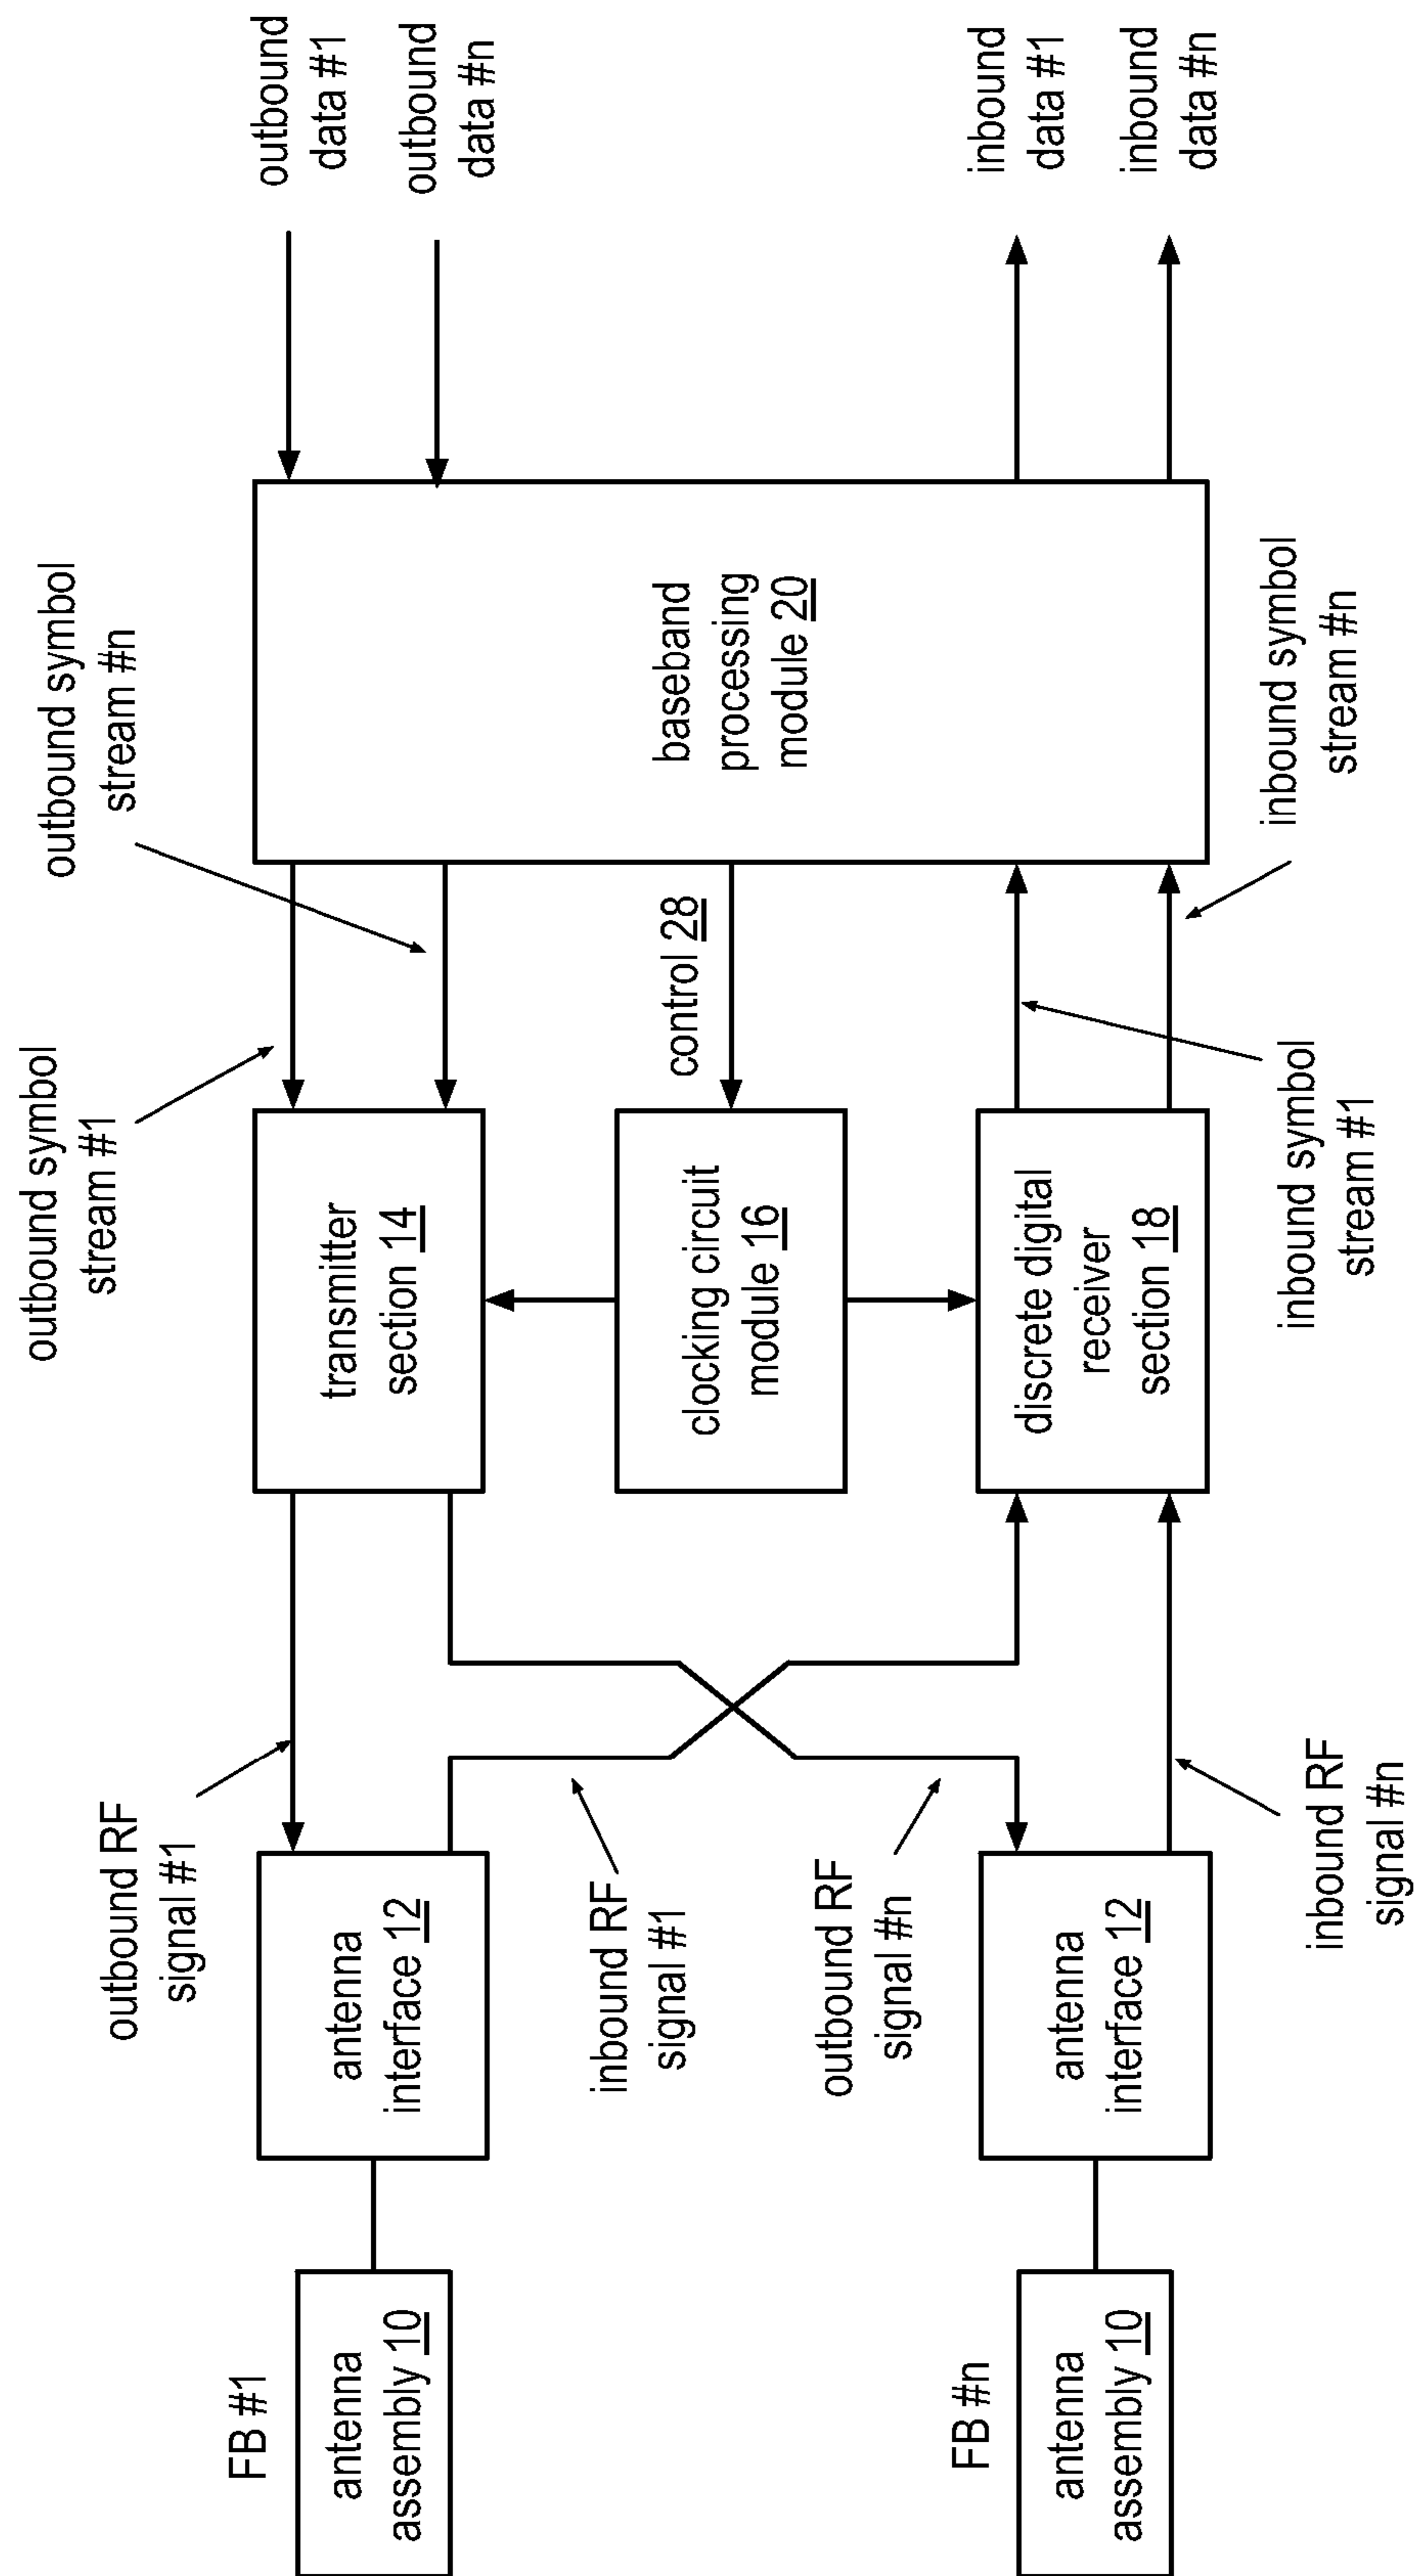 FB #1
antenna
assembly 10
antenna
interface 12
outbound RF
signal #1
inbound RF
signal #1
transmitter
section 14
outbound symbol
stream #1
outbound symbol
stream #n
outbound
data #1
outbound
data #n
clocking circuit
module 16
control 28
baseband
processing
module 20
FB #n
antenna
assembly 10
antenna
interface 12
outbound RF
signal #n
inbound RF
signal #n
discrete digital
receiver
section 18
inbound symbol
stream #1
inbound symbol
stream #n
inbound
data #1
inbound
data #n